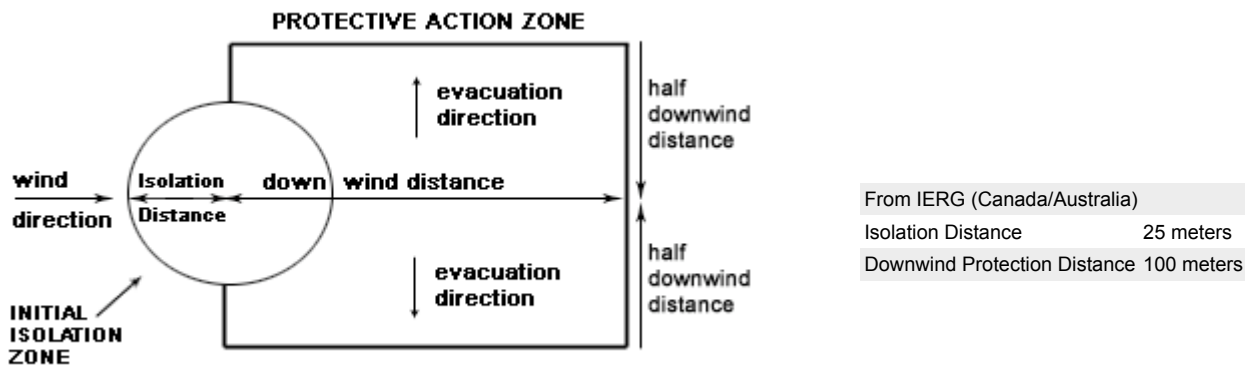 PROTECTIVE ACTION ZONE
evacuation
direction
half
downwind
distance
wind
direction
Isolation
Distance
down wind distance
evacuation
direction
half
downwind
distance
INITIAL
ISOLATION
ZONE
From IERG (Canada/Australia)
Isolation Distance 25 meters
Downwind Protection Distance 100 meters